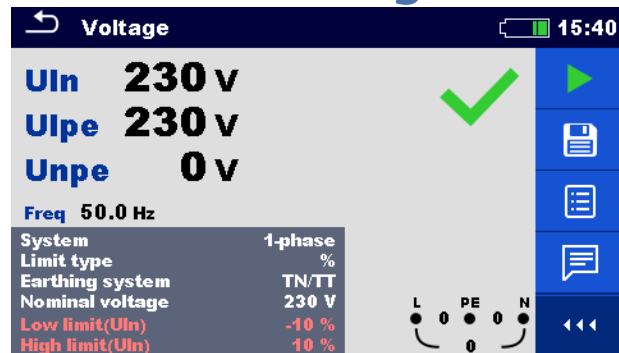 Voltage 15:40
Uln 230 V
Ulpe 230 V
Unpe 0 V
Freq 50.0 Hz
System 1-phase
Limit type %
Earthing system TN/TT
Nominal voltage 230 V
Low limit(Uln) -10 %
High limit(Uln) 10 %
L PE N
0 0
0